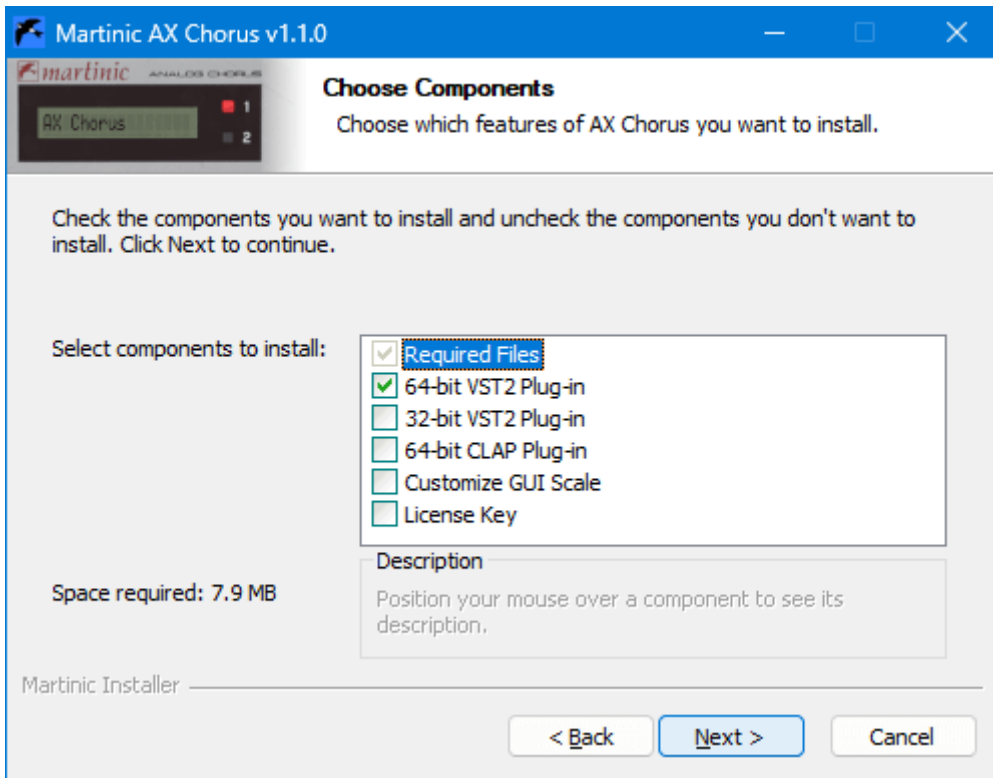 Martinic AX Chorus v1.1.0
martinic ANALOG CHORUS
AX Chorus
1
2
Choose Components
Choose which features of AX Chorus you want to install.
Check the components you want to install and uncheck the components you don't want to
install. Click Next to continue.
Select components to install:
Required Files
64-bit VST2 Plug-in
32-bit VST2 Plug-in
64-bit CLAP Plug-in
Customize GUI Scale
License Key
Space required: 7.9 MB
Description
Position your mouse over a component to see its
description.
Martinic Installer
< Back
Next >
Cancel